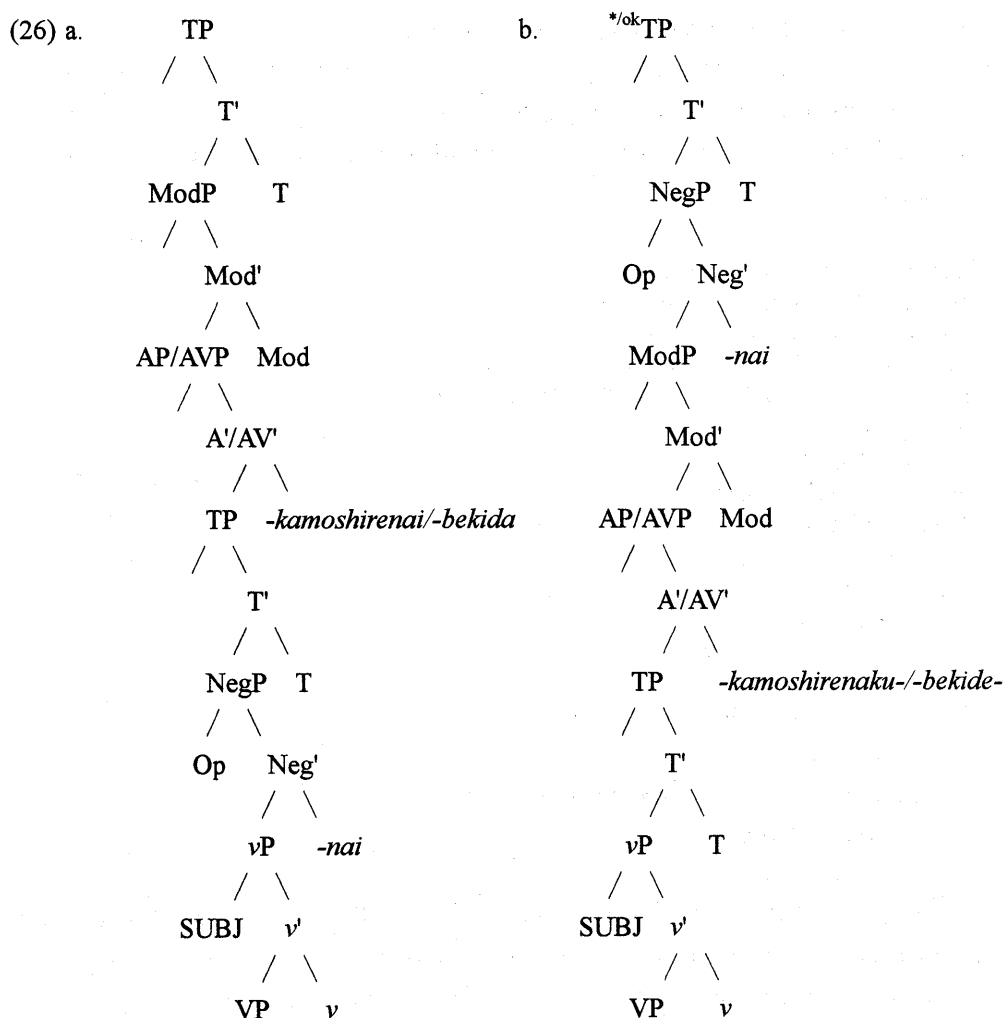 (26) a. TP b. */okTP
T' T'
ModP T NegP T
Mod' Op Neg'
AP/AVP Mod ModP -nai
A'/AV' Mod'
TP -kamoshirenai/-bekida AP/AVP Mod
T' A'/AV'
NegP T TP -kamoshirenaku-/-bekide-
Op Neg' T'
vP -nai vP T
SUBJ v' SUBJ v'
VP v VP v